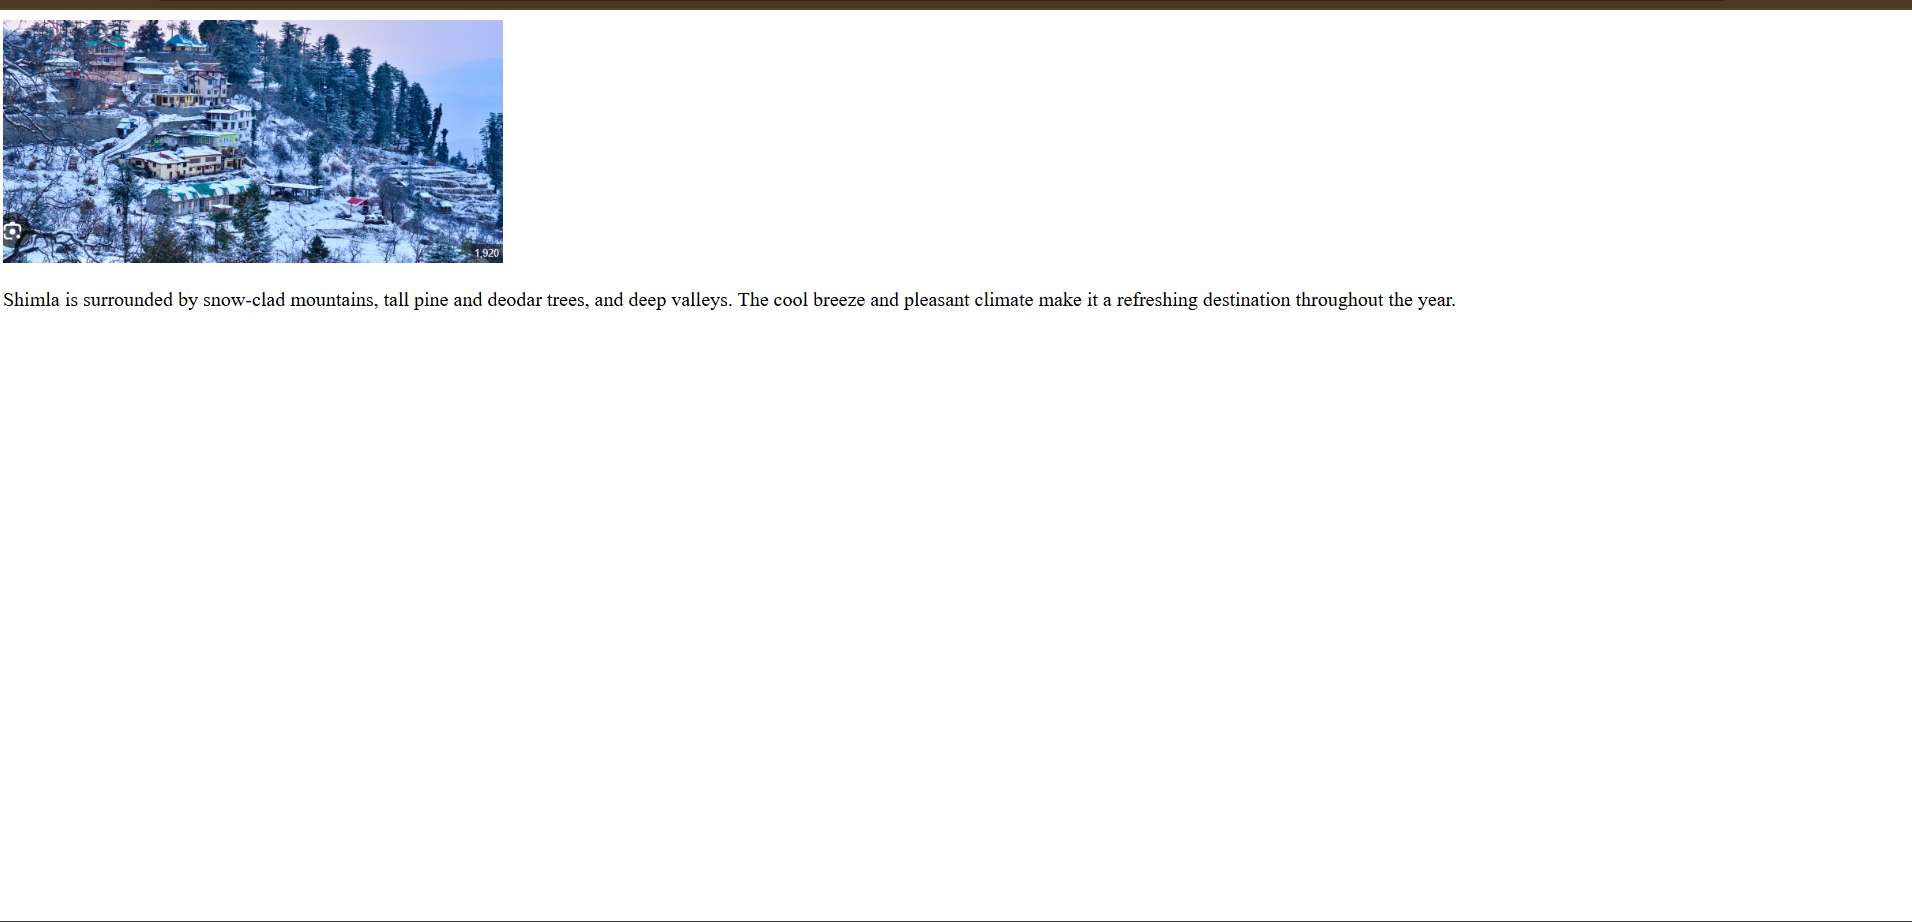 1,920
Shimla is surrounded by snow-clad mountains, tall pine and deodar trees, and deep valleys. The cool breeze and pleasant climate make it a refreshing destination throughout the year.